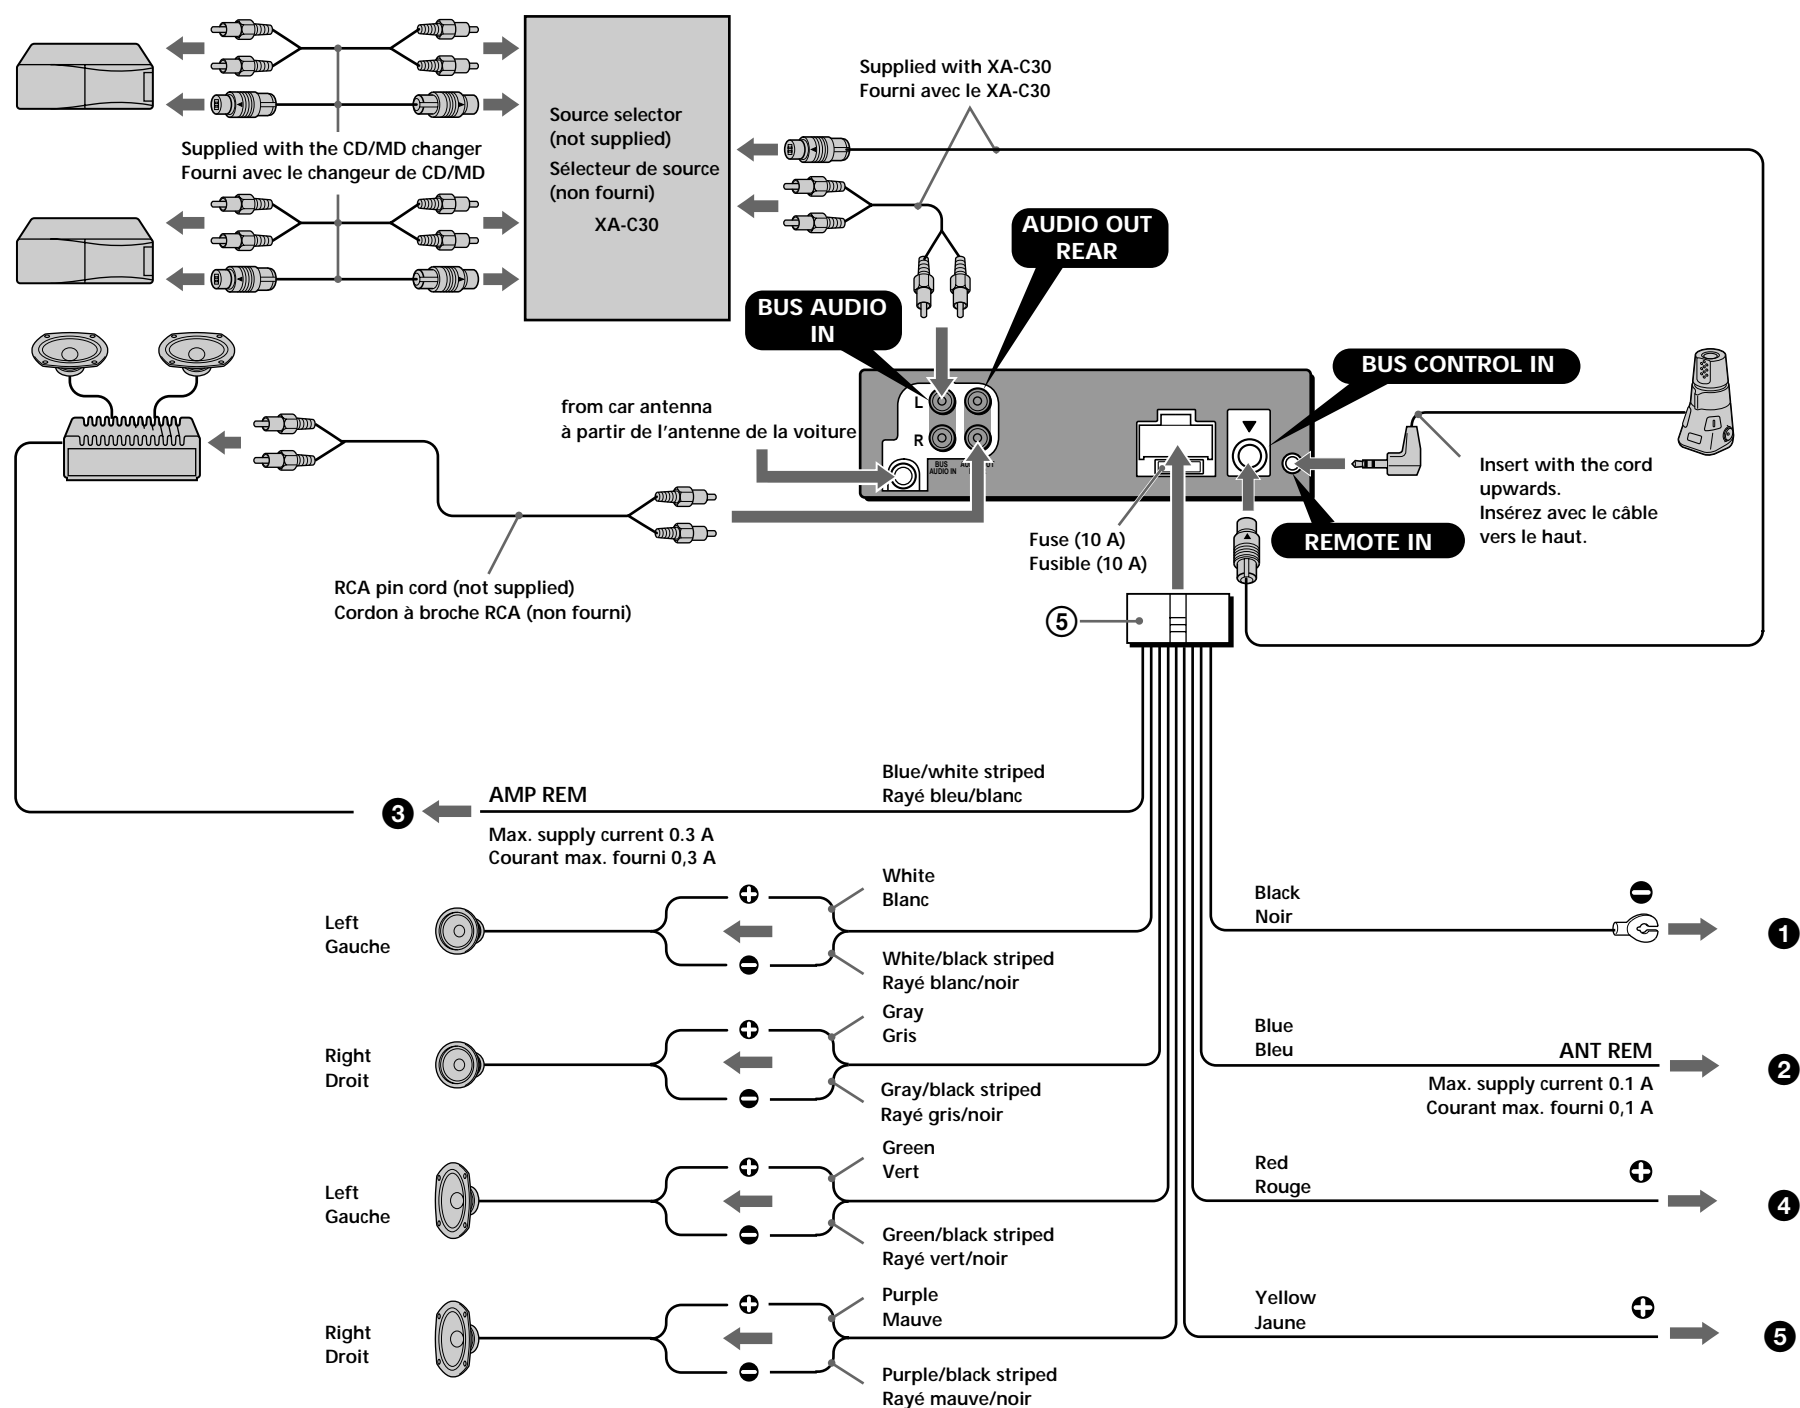 Supplied with XA-C30
Fourni avec le XA-C30
Source selector
(not supplied)
Sélecteur de source
(non fourni)
XA-C30
Supplied with the CD/MD changer
Fourni avec le changeur de CD/MD
AUDIO OUT
REAR
BUS AUDIO
IN
BUS CONTROL IN
from car antenna
à partir de l'antenne de la voiture
L
R
BUS
AUDIO IN
Insert with the cord
upwards.
Insérez avec le câble
vers le haut.
Fuse (10 A)
Fusible (10 A)
REMOTE IN
RCA pin cord (not supplied)
Cordon à broche RCA (non fourni)
5
Blue/white striped
Rayé bleu/blanc
3
AMP REM
Max. supply current 0.3 A
Courant max. fourni 0,3 A
White
Blanc
Left
Gauche
White/black striped
Rayé blanc/noir
Black
Noir
1
Gray
Gris
Right
Droit
Gray/black striped
Rayé gris/noir
Blue
Bleu
ANT REM
2
Max. supply current 0.1 A
Courant max. fourni 0,1 A
Green
Vert
Left
Gauche
Green/black striped
Rayé vert/noir
Red
Rouge
4
Purple
Mauve
Right
Droit
Purple/black striped
Rayé mauve/noir
Yellow
Jaune
5